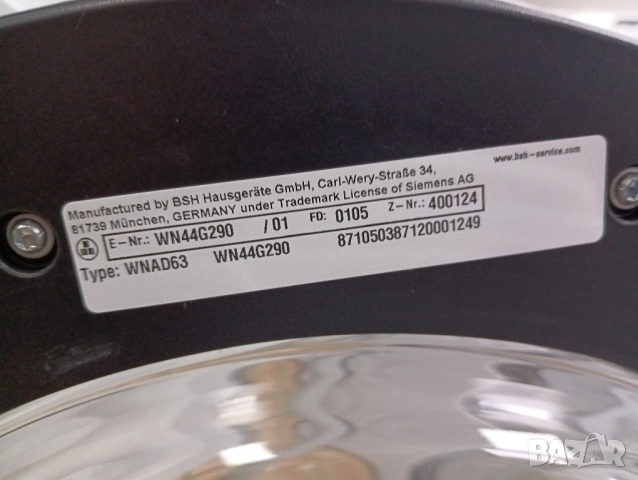 www.bsh-service.com
Manufactured by BSH Hausgeräte GmbH, Carl-Wery-Straße 34,
81739 München, GERMANY under Trademark License of Siemens AG
E-Nr.: WN44G290 / 01 FD: 0105 Z-Nr.: 400124
Type: WNAD63 WN44G290 871050387120001249
BAZAR